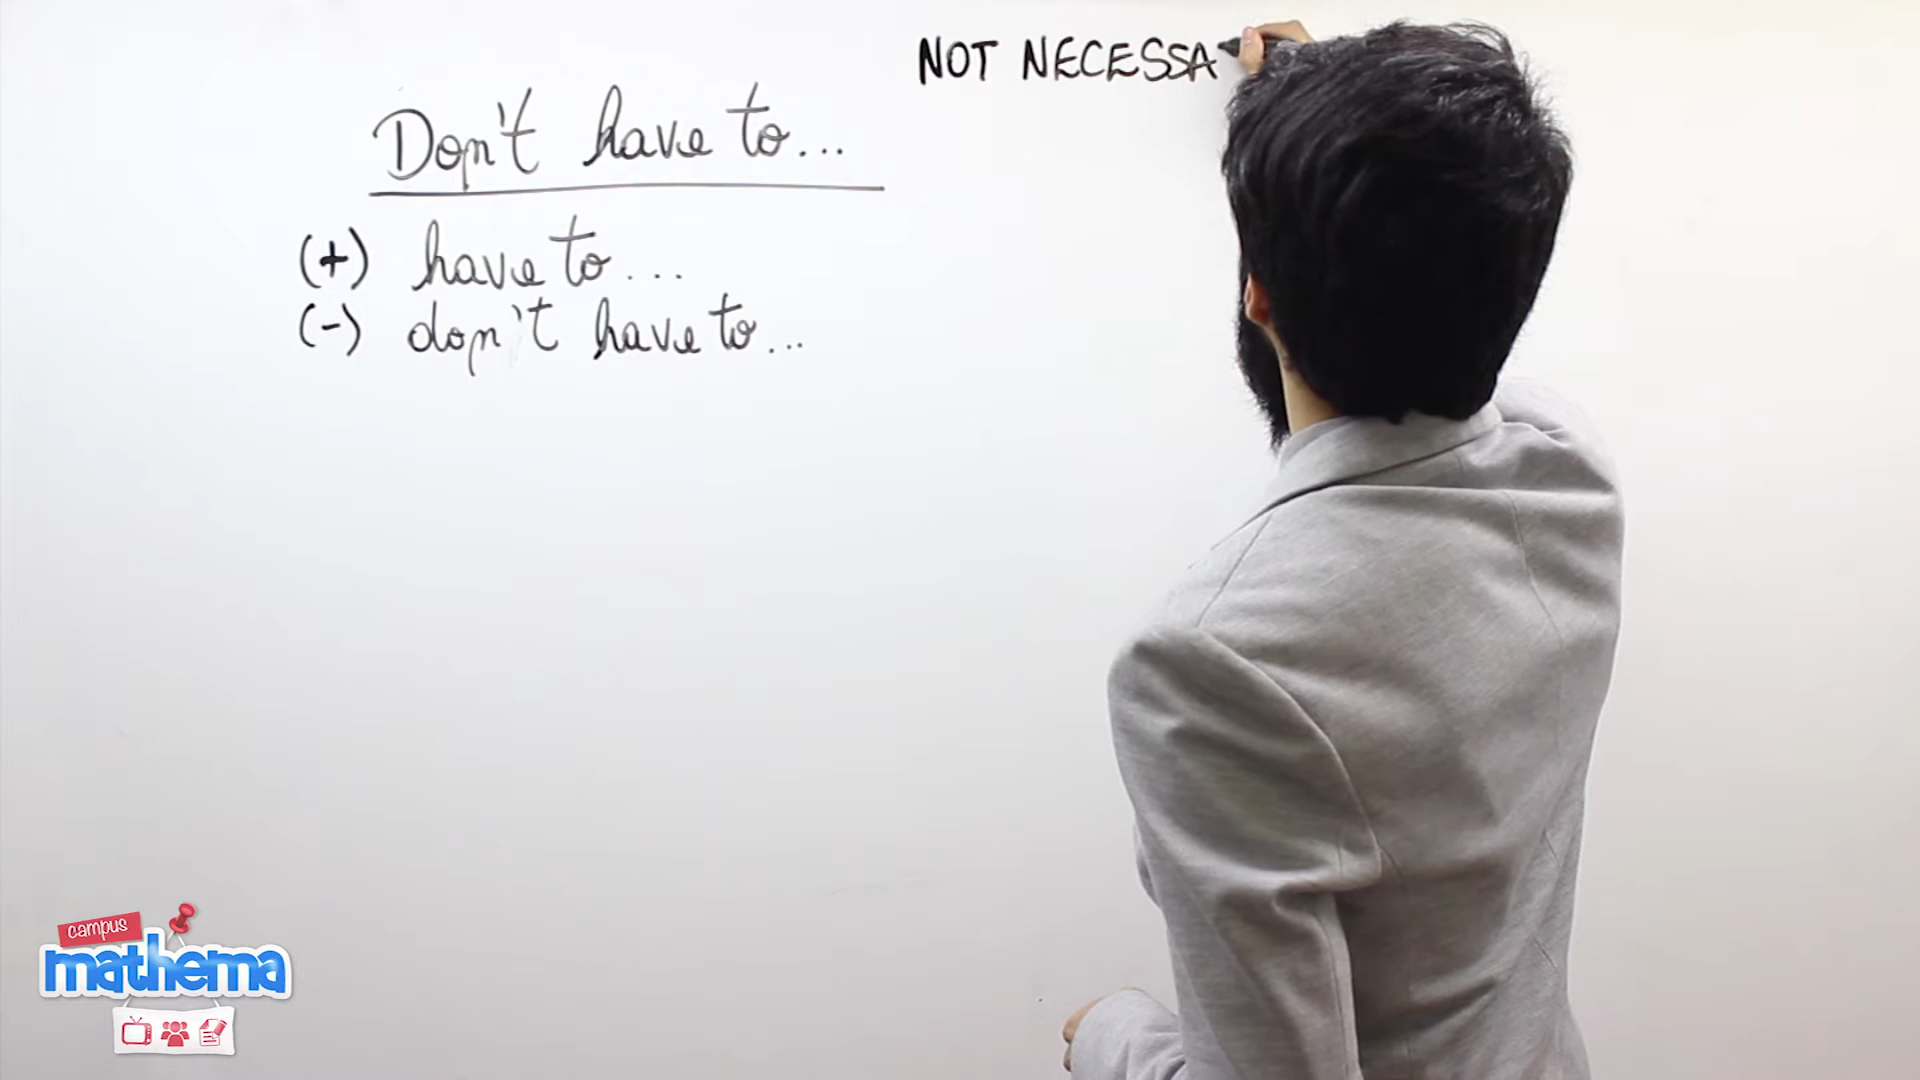 Don't have to...
(+) have to...
(-) don't have to...
NOT NECESSA
campus
mathema